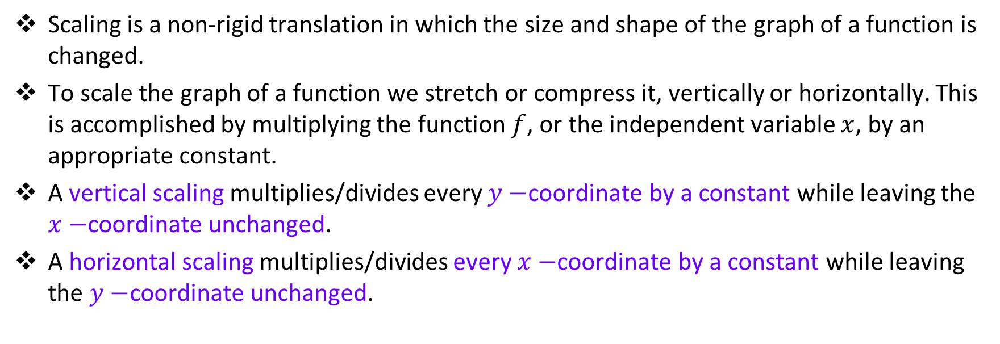 ❖ Scaling is a non-rigid translation in which the size and shape of the graph of a function is
changed.
❖ To scale the graph of a function we stretch or compress it, vertically or horizontally. This
is accomplished by multiplying the function 𝑓, or the independent variable 𝑥, by an
appropriate constant.
❖ A vertical scaling multiplies/divides every 𝑦 −coordinate by a constant while leaving the
𝑥 −coordinate unchanged.
❖ A horizontal scaling multiplies/divides every 𝑥 −coordinate by a constant while leaving
the 𝑦 −coordinate unchanged.